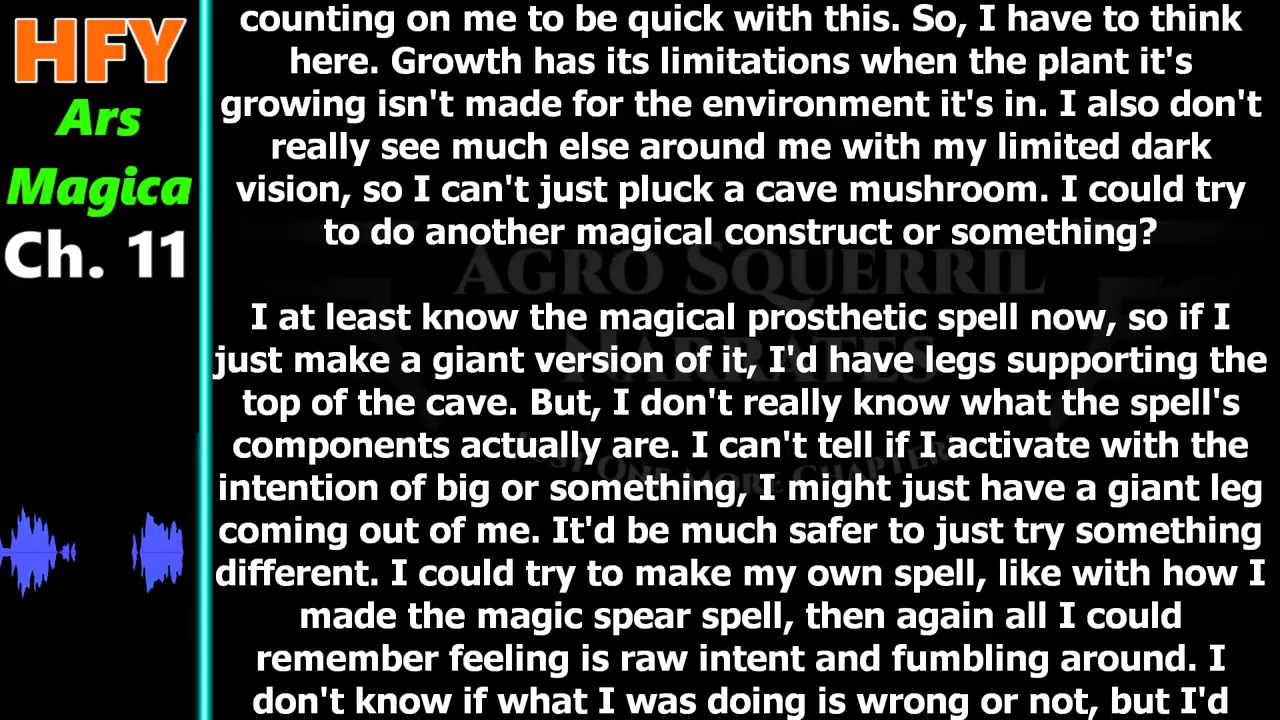 HFY
Ars
Magica
Ch. 11
counting on me to be quick with this. So, I have to think
here. Growth has its limitations when the plant it's
growing isn't made for the environment it's in. I also don't
really see much else around me with my limited dark
vision, so I can't just pluck a cave mushroom. I could try
to do another magical construct or something?
I at least know the magical prosthetic spell now, so if I
just make a giant version of it, I'd have legs supporting the
top of the cave. But, I don't really know what the spell's
components actually are. I can't tell if I activate with the
intention of big or something, I might just have a giant leg
coming out of me. It'd be much safer to just try something
different. I could try to make my own spell, like with how I
made the magic spear spell, then again all I could
remember feeling is raw intent and fumbling around. I
don't know if what I was doing is wrong or not, but I'd
AGRO SQUERRIL
NARRATES
JUST ONE MORE CHAPTER